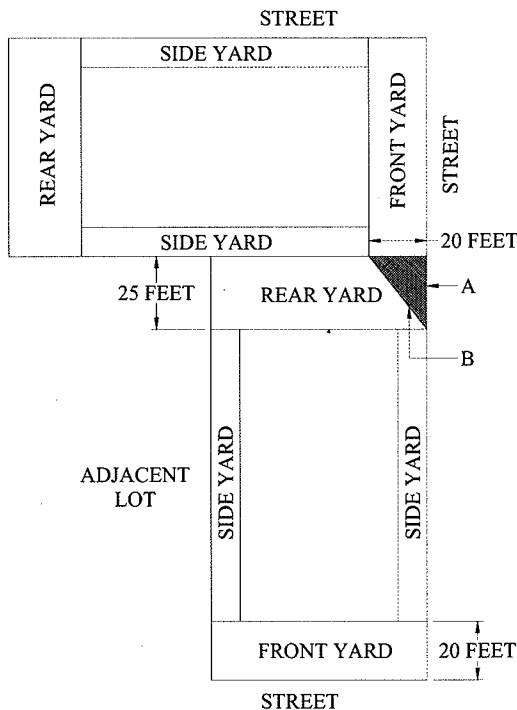 STREET
SIDE YARD
REAR YARD
FRONT YARD
STREET
SIDE YARD
20 FEET
25 FEET
REAR YARD
A
B
ADJACENT
LOT
SIDE YARD
SIDE YARD
FRONT YARD
20 FEET
STREET